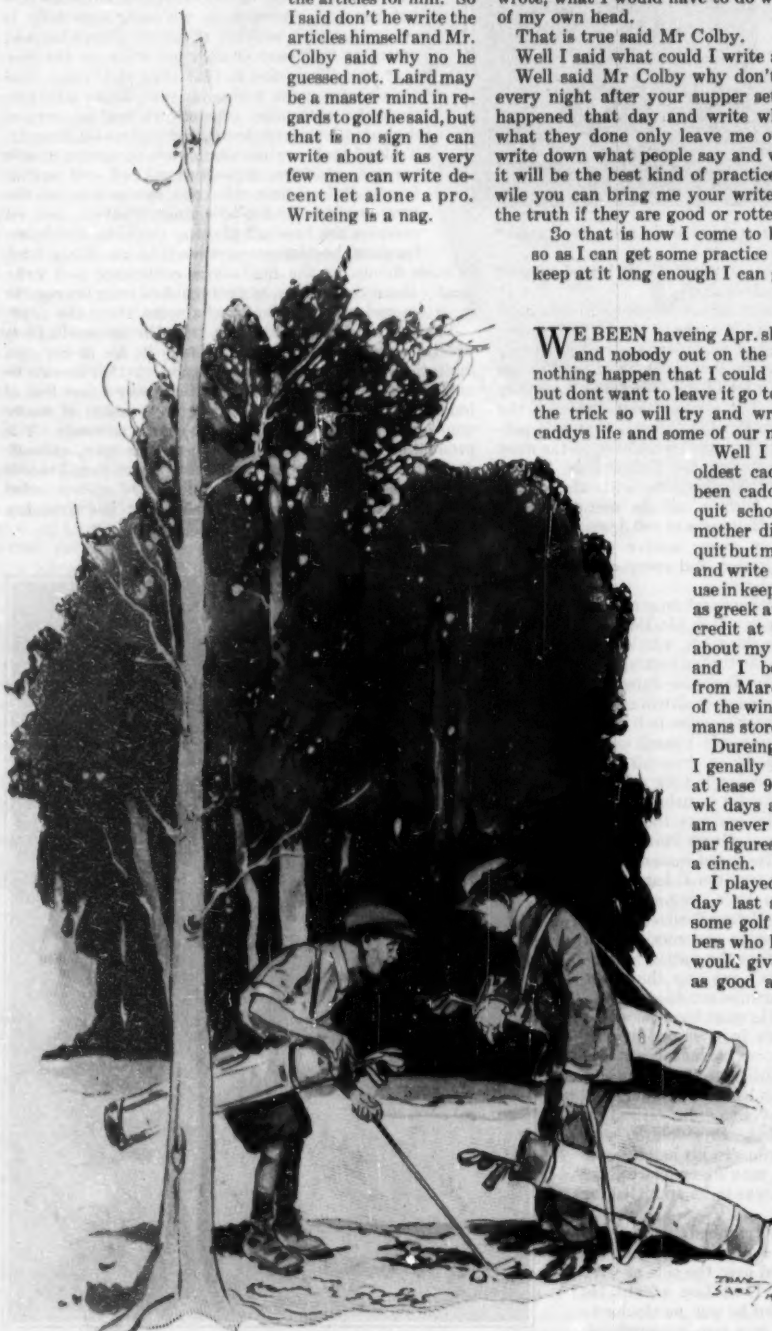 the articles for him. So
I said don't he write the
articles himself and Mr.
Colby said why no he
guessed not. Laird may
be a master mind in re-
gards to golf he said, but
that is no sign he can
write about it as very
few men can write de-
cent let alone a pro.
Writeing is a nag.
wrote, what I would have to do w
of my own head.
That is true said Mr Colby.
Well I said what could I write
Well said Mr Colby why don't
every night after your supper set
happened that day and write w
what they done only leave me o
write down what people say and
it will be the best kind of practice
wile you can bring me your write
the truth if they are good or rotte
So that is how I come to
so as I can get some practice
keep at it long enough I can
WE BEEN haveing Apr. s
and nobody out on the
nothing happen that I could
but dont want to leave it go t
the trick so will try and wr
caddys life and some of our
Well I
oldest cad
been cadd
quit scho
mother di
quit but m
and write
use in keep
as greek a
credit at
about my
and I b
from Mar
of the win
mans stor
Dureing
I genally
at lease 9
wk days a
am never
par figures
a cinch.
I played
day last s
some golf
bers who
would giv
as good a